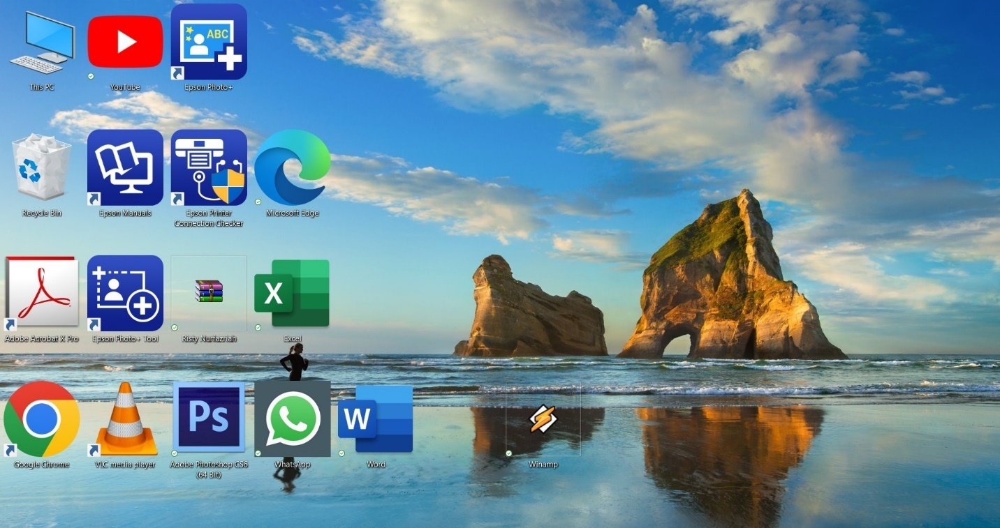 ABC
This PC
YouTube
Epson Photo+
Recycle Bin
Epson Manuals
Epson Printer
Connection Checker
Microsoft Edge
X
Adobe Acrobat X Pro
Epson Photo+ Tool
Risty Nurfazriah
Excel
Ps
W
Google Chrome
VLC media player
Adobe Photoshop CS6
(64 Bit)
WhatsApp
Word
Winamp